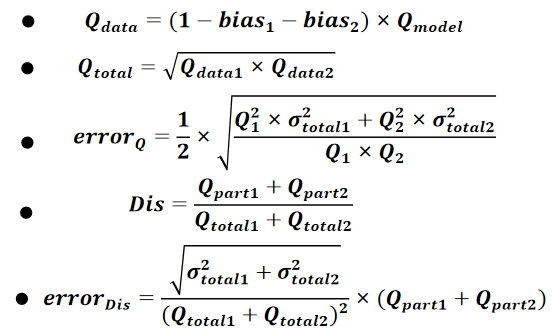 ● Q_data = (1 − bias_1 − bias_2) × Q_model
● Q_total = √(Q_data1 × Q_data2)
● error_Q = 1/2 × √((Q_1^2 × σ_total1^2 + Q_2^2 × σ_total2^2) / (Q_1 × Q_2))
● Dis = (Q_part1 + Q_part2) / (Q_total1 + Q_total2)
● error_Dis = √(σ_total1^2 + σ_total2^2) / (Q_total1 + Q_total2)^2 × (Q_part1 + Q_part2)